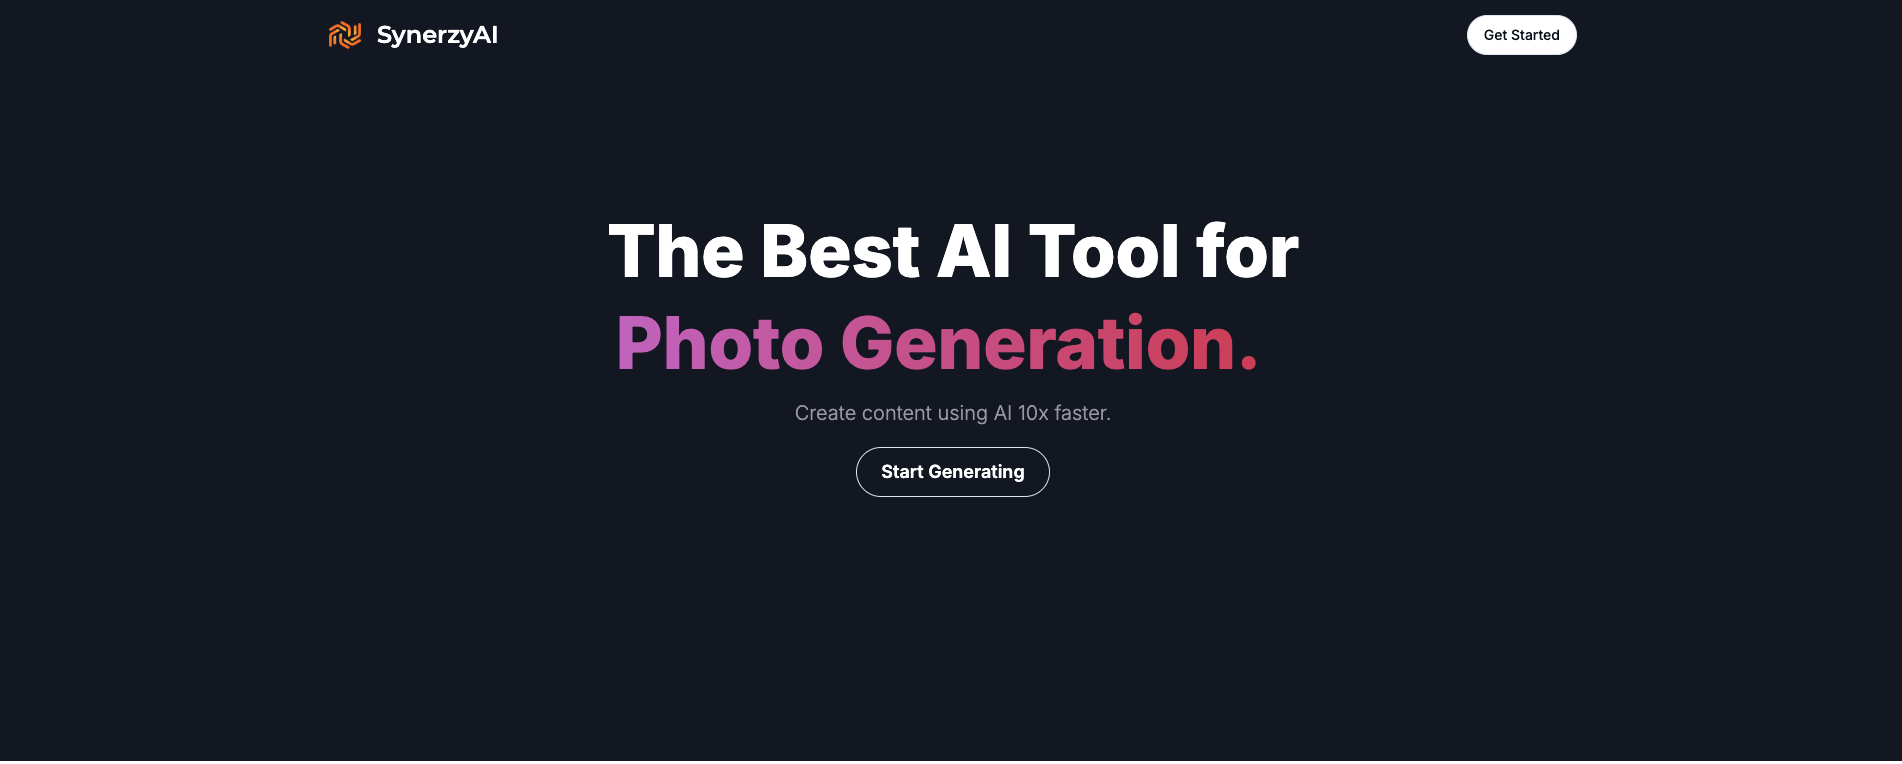 SynerzyAI
Get Started
The Best AI Tool for
Photo Generation.
Create content using AI 10x faster.
Start Generating